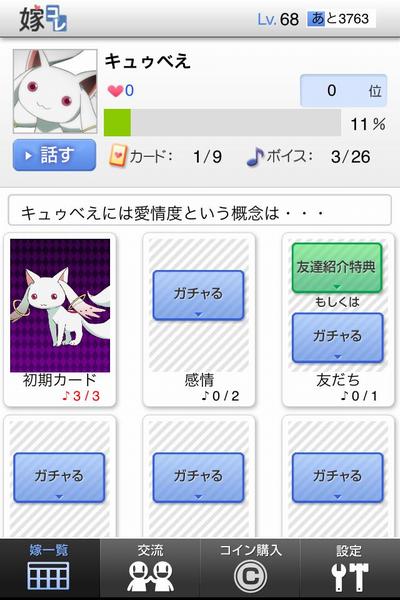 嫁コレ
Lv.68 あと3763
キュゥべえ
♥0
0 位
11%
話す
カード: 1/9
ボイス: 3/26
キュゥべえには愛情度という概念は・・・
初期カード
♪3/3
ガチャる
感情
♪0/2
友達紹介特典
もしくは
ガチャる
友だち
♪0/1
ガチャる
ガチャる
ガチャる
嫁一覧
交流
コイン購入
設定